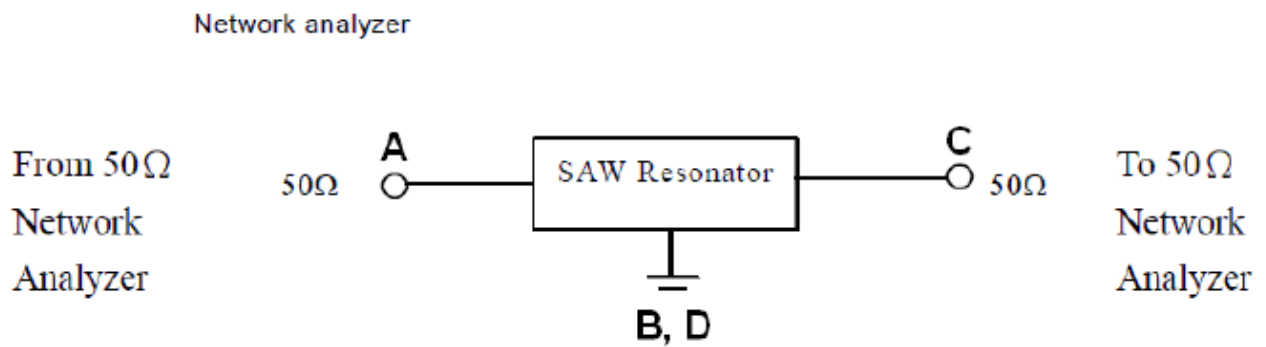 Network analyzer
From 50Ω
Network
Analyzer
50Ω
A
SAW Resonator
B, D
C
50Ω
To 50Ω
Network
Analyzer